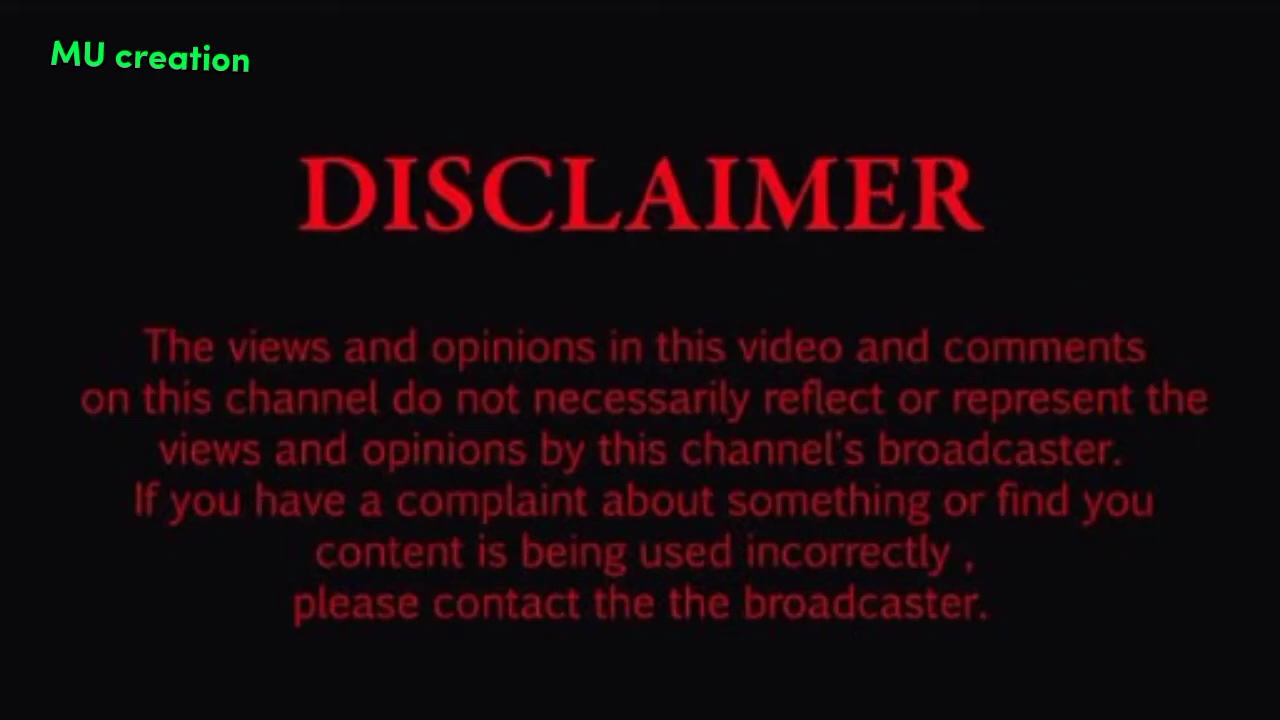 MU creation
DISCLAIMER
The views and opinions in this video and comments
on this channel do not necessarily reflect or represent the
views and opinions by this channel's broadcaster.
If you have a complaint about something or find you
content is being used incorrectly ,
please contact the the broadcaster.